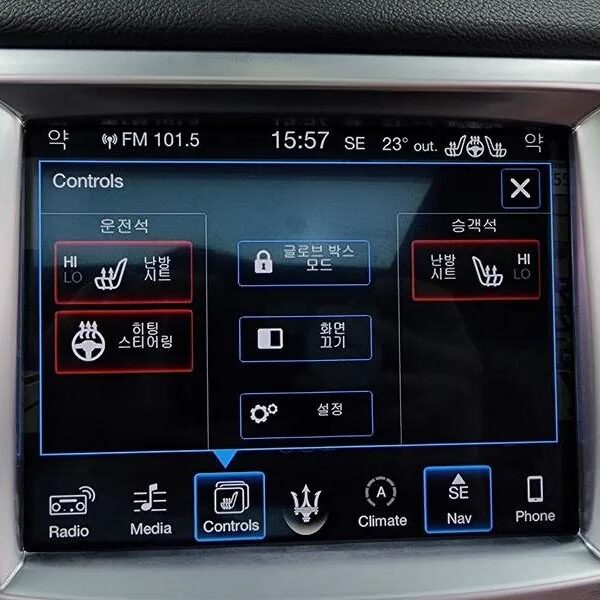 약 FM 101.5 15:57 SE 23° out. 약
Controls
운전석
승객석
HI
LO
난방
시트
글로브 박스
모드
난방
시트
HI
LO
히팅
스티어링
화면
끄기
설정
A
SE
Radio
Media
Controls
Climate
Nav
Phone